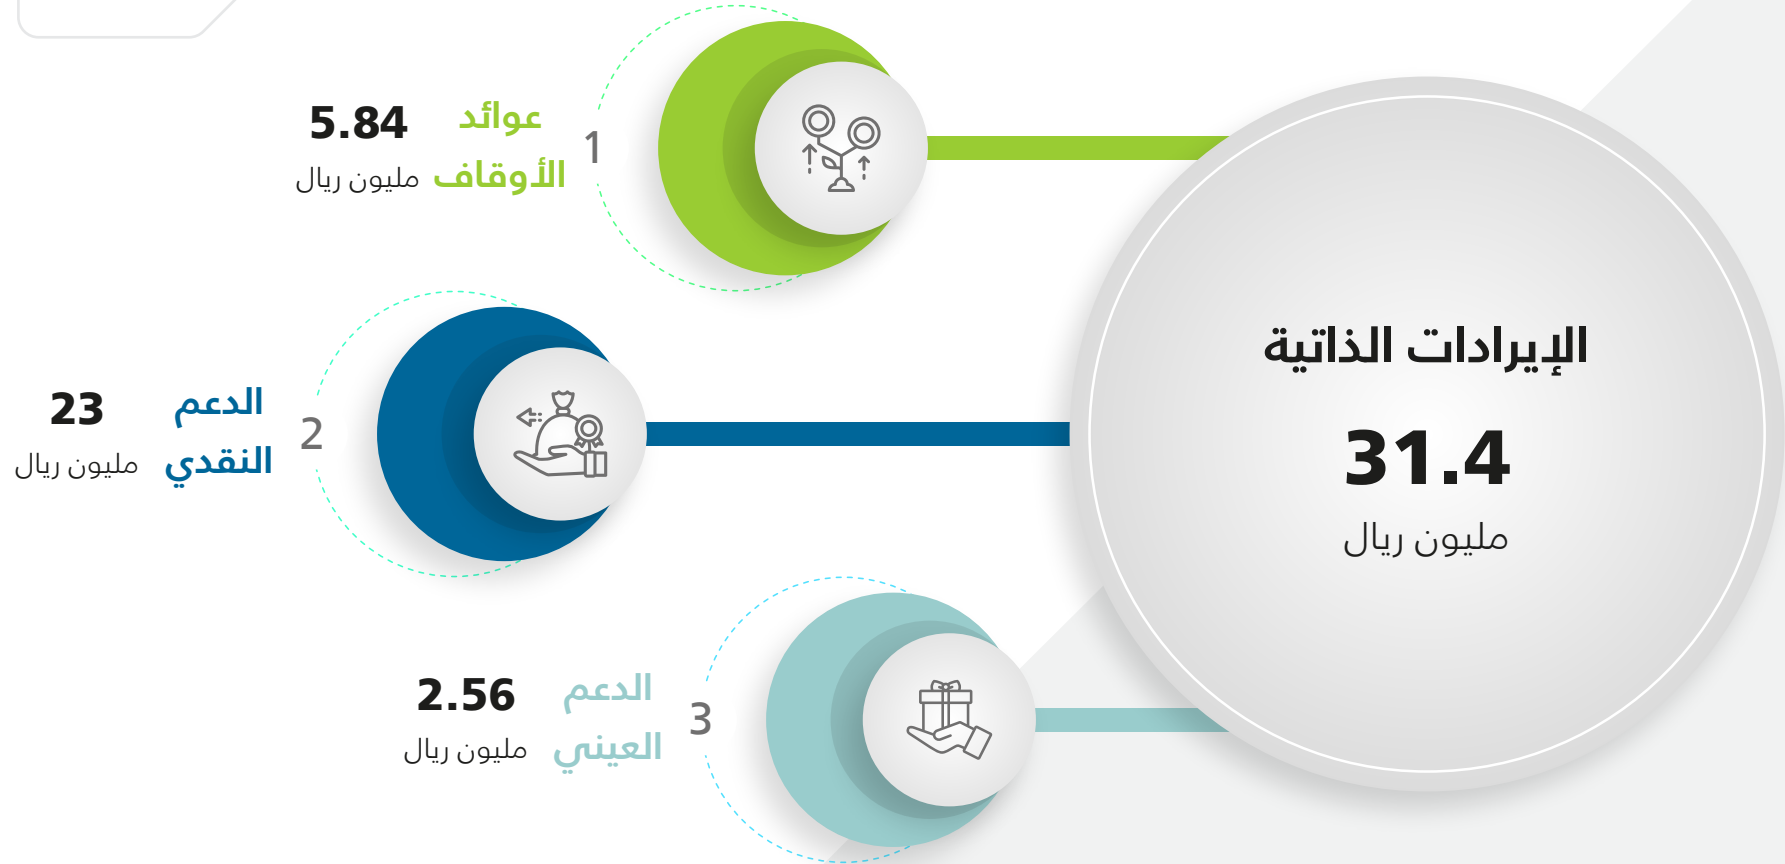 الإيرادات الذاتية
31.4
مليون ريال
1
عوائد
الأوقاف
5.84
مليون ريال
2
الدعم
النقدي
23
مليون ريال
3
الدعم
العيني
2.56
مليون ريال